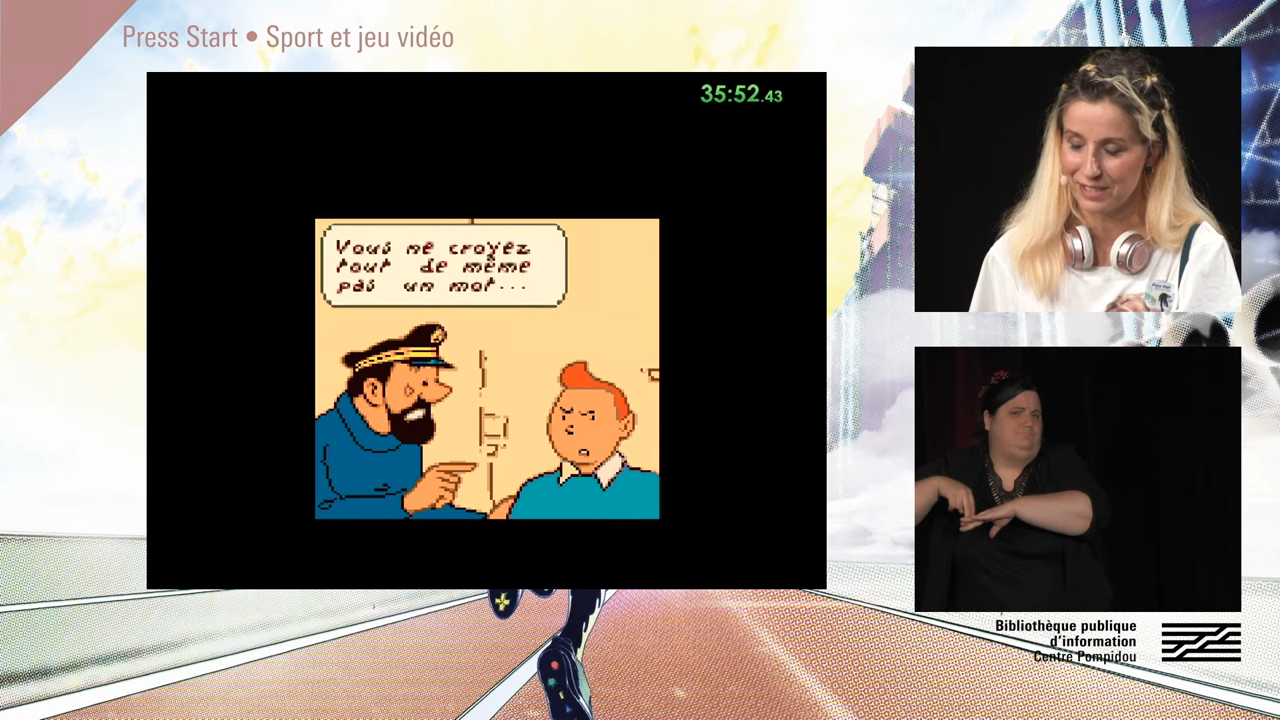 Press Start • Sport et jeu vidéo
35:52.43
Vous ne croyez
tout de même
pas un mot...
Bibliothèque publique
d'information
Centre Pompidou